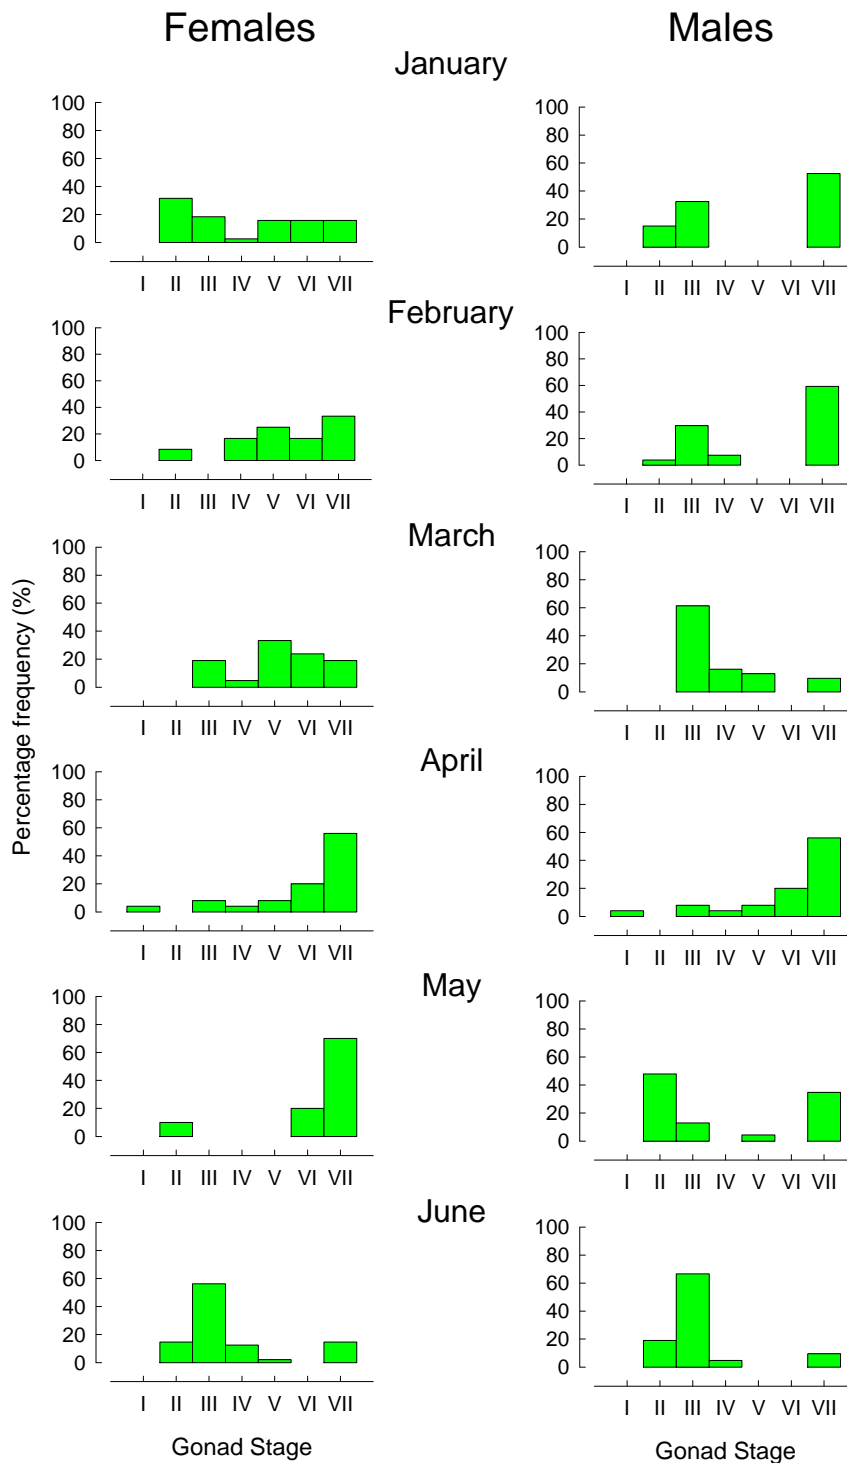 Females Males
January
100 100
80 80
60 60
40 40
20 20
0 0
I II III IV V VI VII I II III IV V VI VII
February
100 100
80 80
60 60
40 40
20 20
0 0
I II III IV V VI VII I II III IV V VI VII
March
100 100
80 80
60 60
40 40
20 20
0 0
I II III IV V VI VII I II III IV V VI VII
Percentage frequency (%)
April
100 100
80 80
60 60
40 40
20 20
0 0
I II III IV V VI VII I II III IV V VI VII
May
100 100
80 80
60 60
40 40
20 20
0 0
I II III IV V VI VII I II III IV V VI VII
June
100 100
80 80
60 60
40 40
20 20
0 0
I II III IV V VI VII I II III IV V VI VII
Gonad Stage Gonad Stage